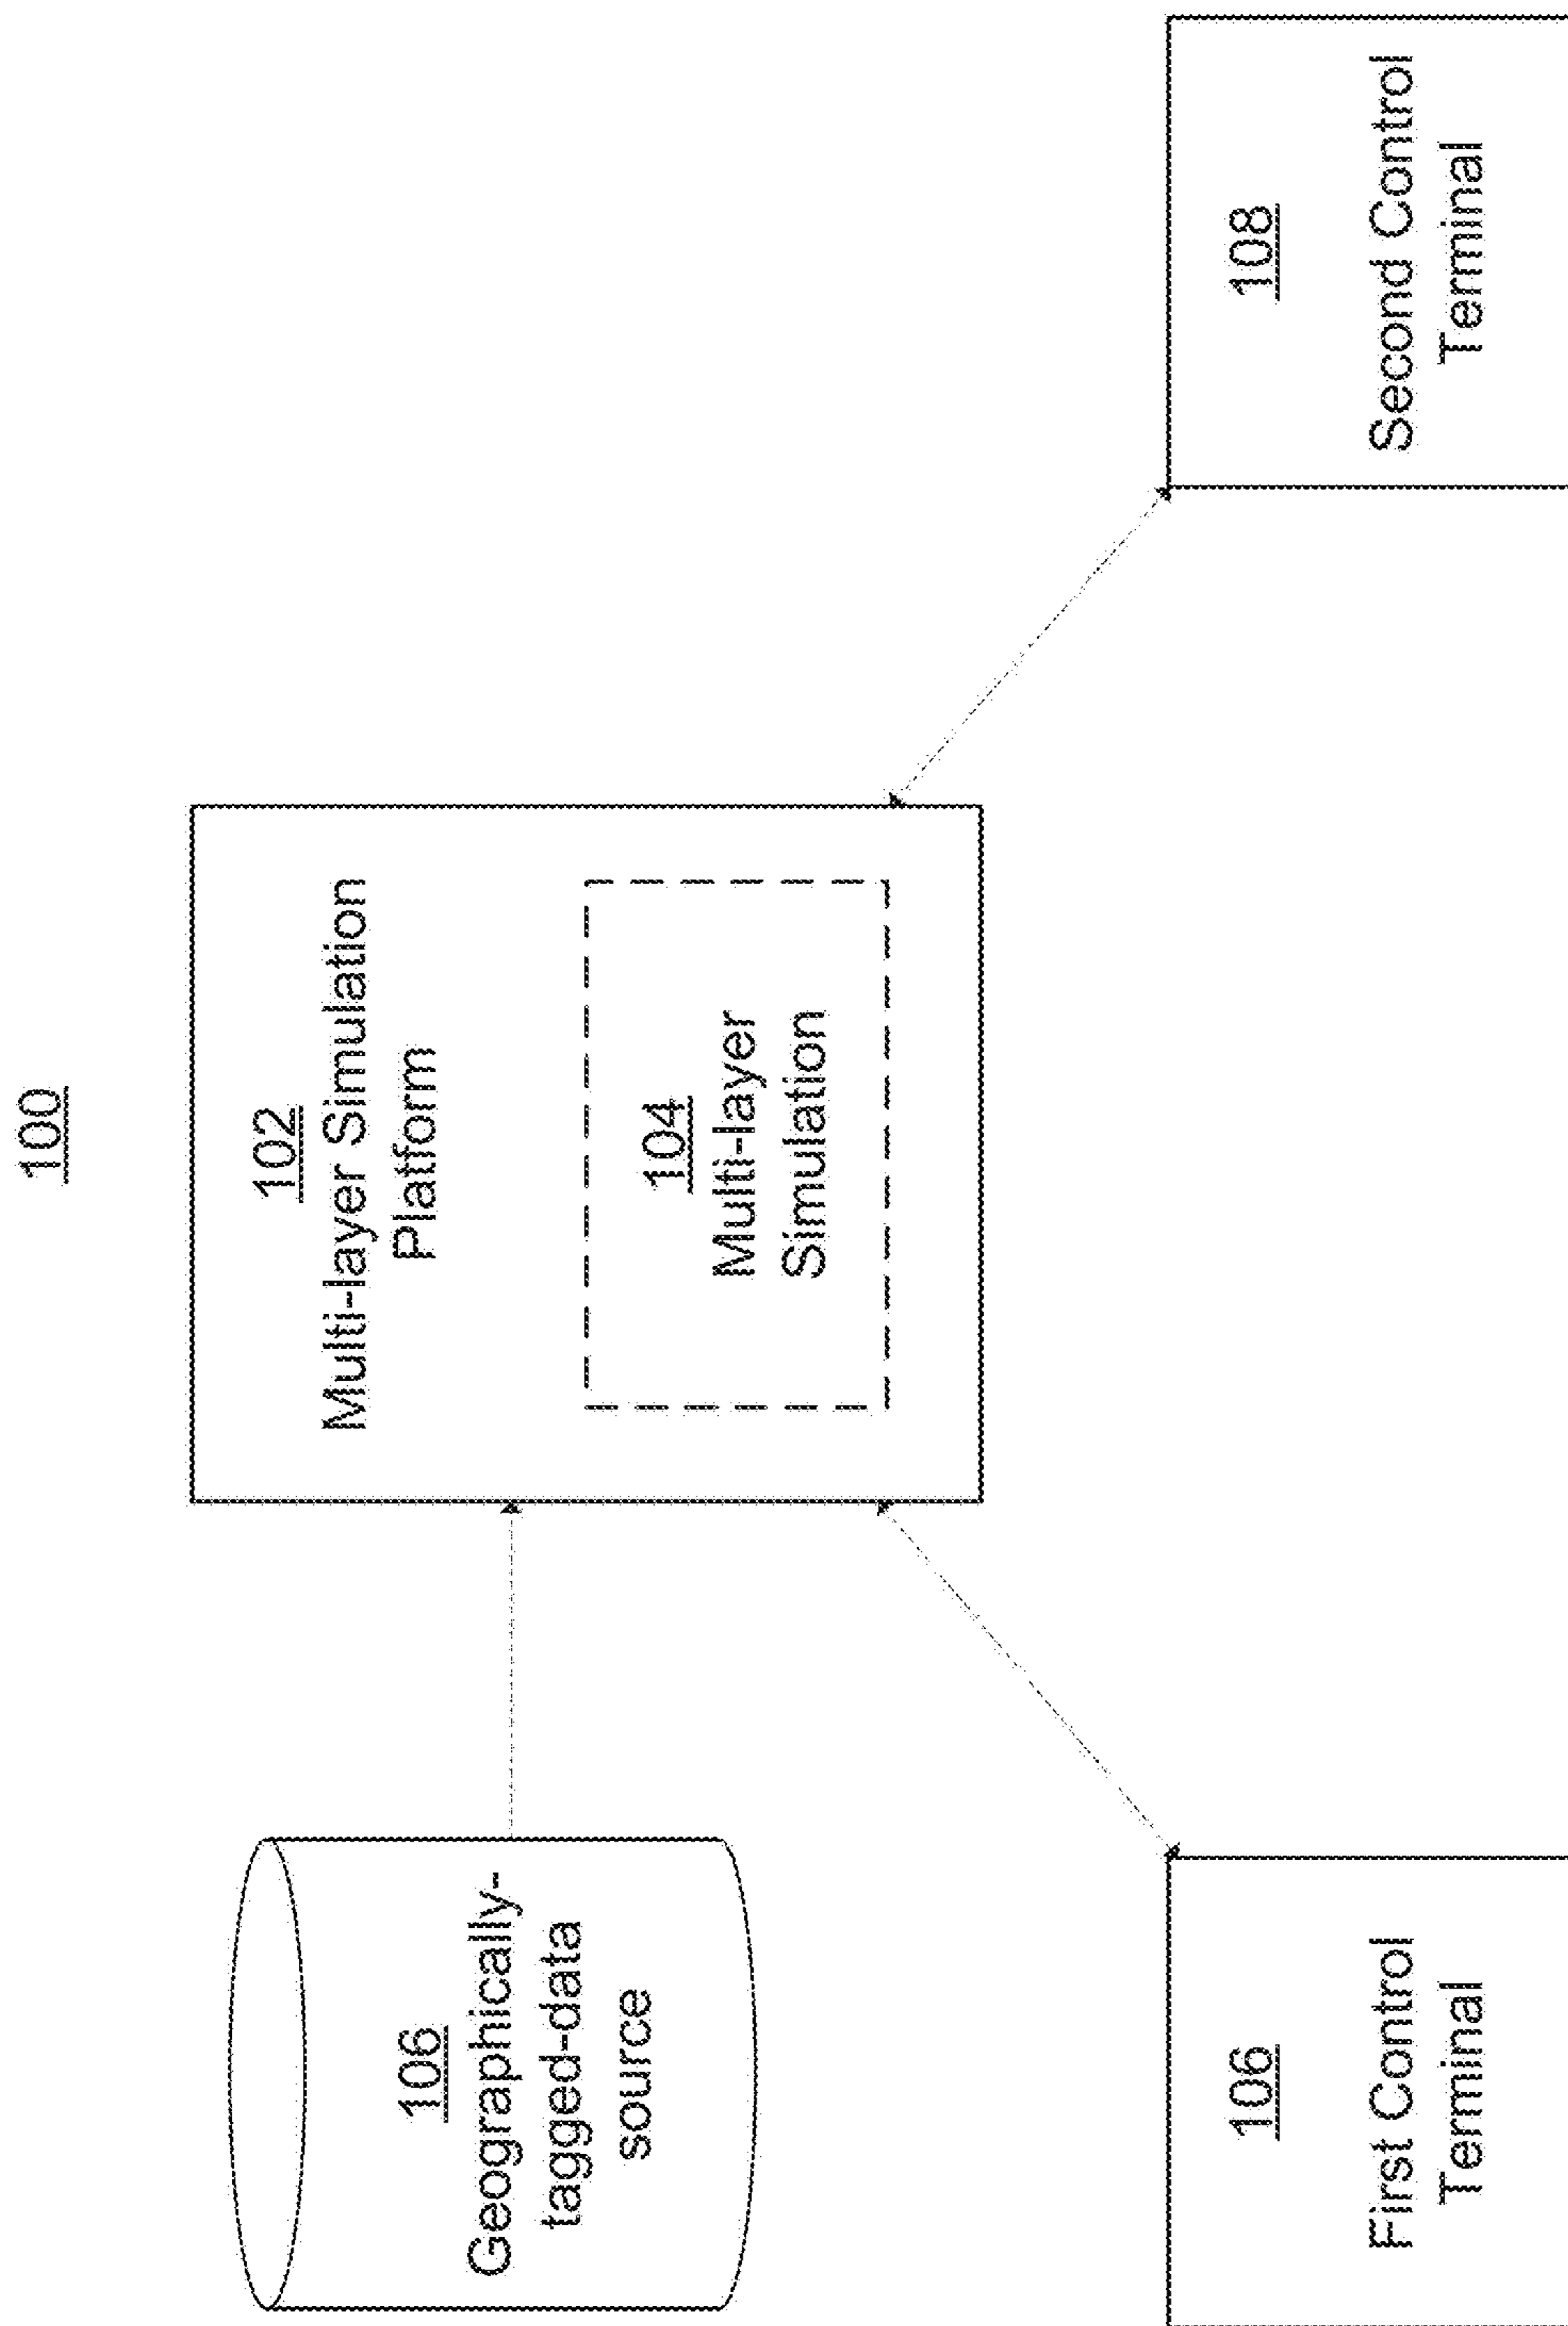 100
102
Multi-layer Simulation
Platform
104
Multi-layer
Simulation
106
Geographically-
tagged-data
source
106
First Control
Terminal
108
Second Control
Terminal